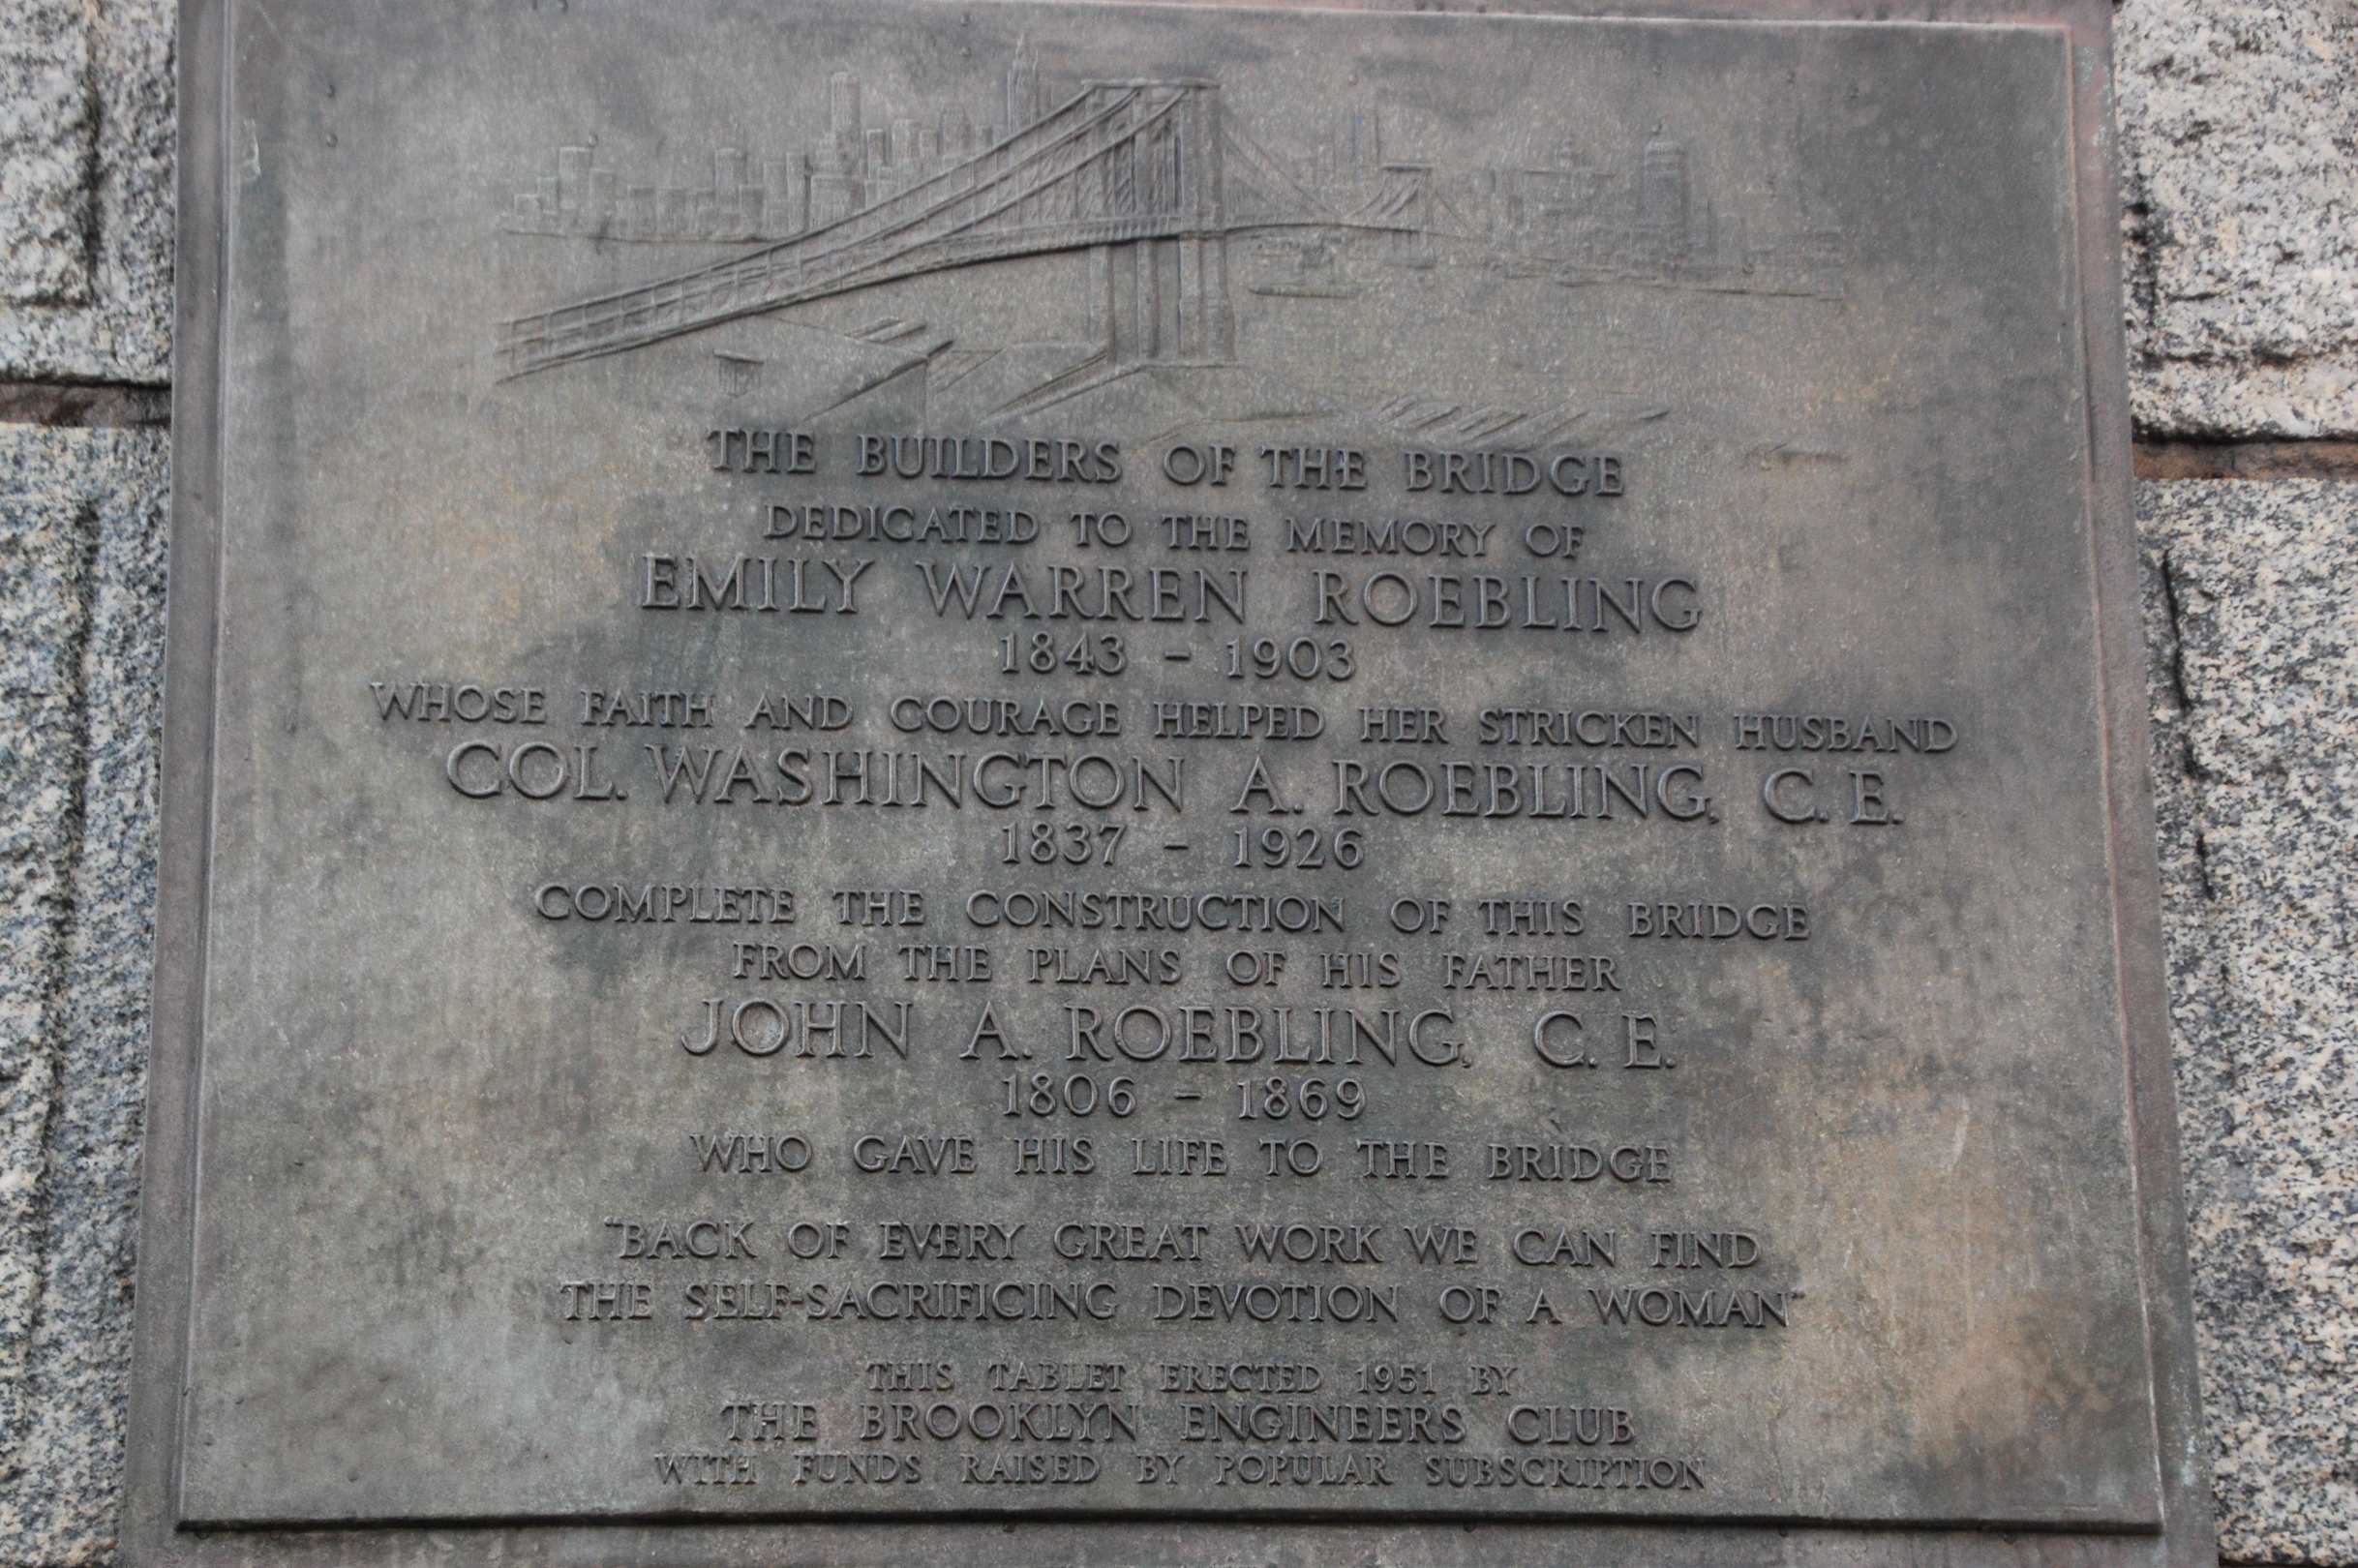 THE BUILDERS OF THE BRIDGE
DEDICATED TO THE MEMORY OF
EMILY WARREN ROEBLING
1843 - 1903
WHOSE FAITH AND COURAGE HELPED HER STRICKEN HUSBAND
COL. WASHINGTON A. ROEBLING, C. E.
1837 - 1926
COMPLETE THE CONSTRUCTION OF THIS BRIDGE
FROM THE PLANS OF HIS FATHER
JOHN A. ROEBLING, C. E.
1806 - 1869
WHO GAVE HIS LIFE TO THE BRIDGE
"BACK OF EVERY GREAT WORK WE CAN FIND
THE SELF-SACRIFICING DEVOTION OF A WOMAN"
THIS TABLET ERECTED 1951 BY
THE BROOKLYN ENGINEERS CLUB
WITH FUNDS RAISED BY POPULAR SUBSCRIPTION